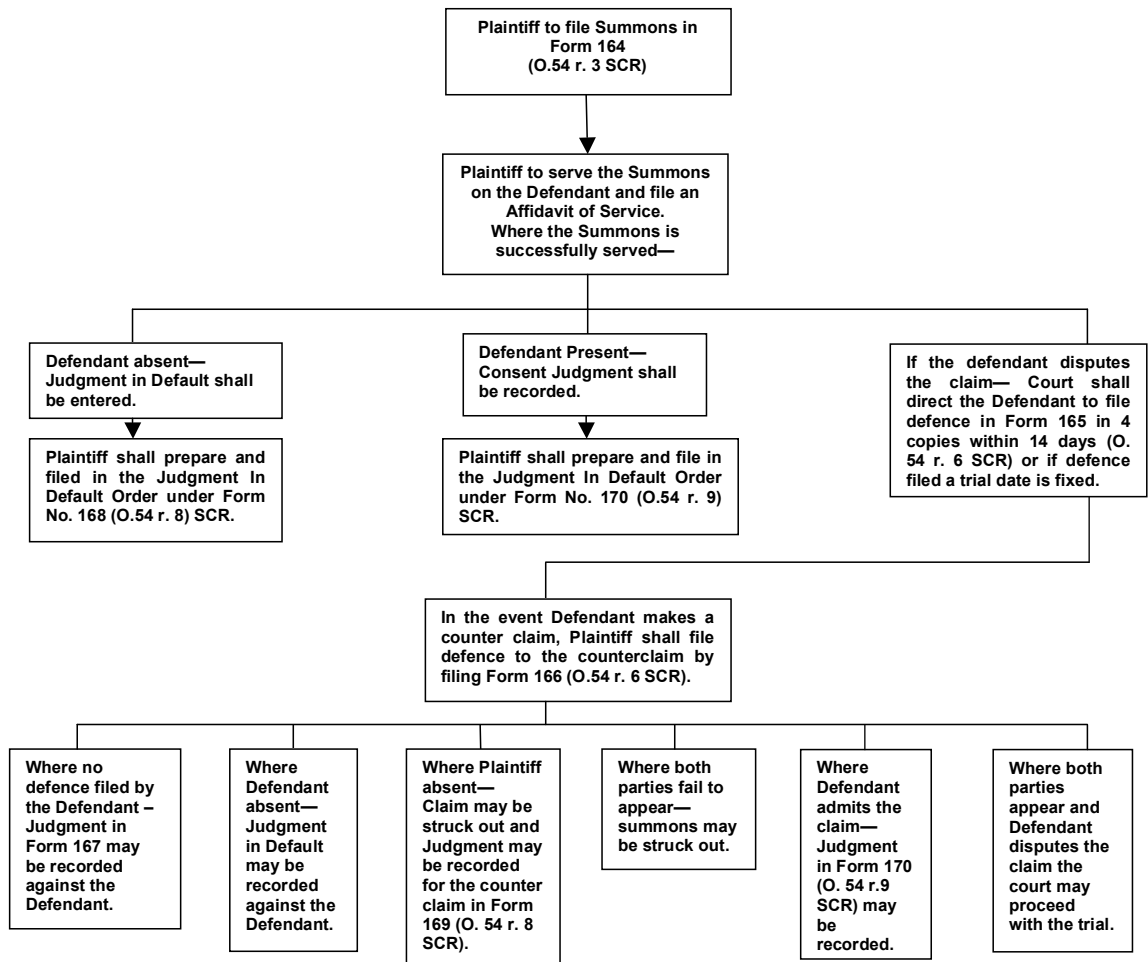 Plaintiff to file Summons in
Form 164
(O.54 r. 3 SCR)
Plaintiff to serve the Summons
on the Defendant and file an
Affidavit of Service.
Where the Summons is
successfully served—
Defendant absent—
Judgment in Default shall
be entered.
Plaintiff shall prepare and
filed in the Judgment In
Default Order under Form
No. 168 (O.54 r. 8) SCR.
Defendant Present—
Consent Judgment shall
be recorded.
Plaintiff shall prepare and file in
the Judgment In Default Order
under Form No. 170 (O.54 r. 9)
SCR.
If the defendant disputes
the claim— Court shall
direct the Defendant to file
defence in Form 165 in 4
copies within 14 days (O.
54 r. 6 SCR) or if defence
filed a trial date is fixed.
In the event Defendant makes a
counter claim, Plaintiff shall file
defence to the counterclaim by
filing Form 166 (O.54 r. 6 SCR).
Where no
defence filed by
the Defendant –
Judgment in
Form 167 may
be recorded
against the
Defendant.
Where
Defendant
absent—
Judgment
in Default
may be
recorded
against the
Defendant.
Where Plaintiff
absent—
Claim may be
struck out and
Judgment may
be recorded
for the counter
claim in Form
169 (O. 54 r. 8
SCR).
Where both
parties fail to
appear—
summons may
be struck out.
Where
Defendant
admits the
claim—
Judgment
in Form 170
(O. 54 r.9
SCR) may
be
recorded.
Where both
parties
appear and
Defendant
disputes the
claim the
court may
proceed
with the trial.